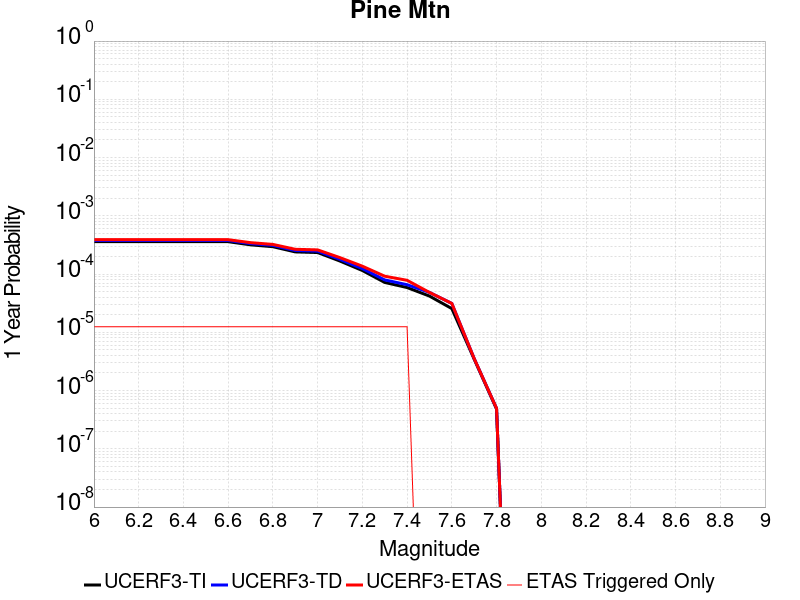 Pine Mtn
10^0
10^-1
10^-2
10^-3
10^-4
10^-5
10^-6
10^-7
10^-8
1 Year Probability
6 6.2 6.4 6.6 6.8 7 7.2 7.4 7.6 7.8 8 8.2 8.4 8.6 8.8 9
Magnitude
UCERF3-TI UCERF3-TD UCERF3-ETAS ETAS Triggered Only